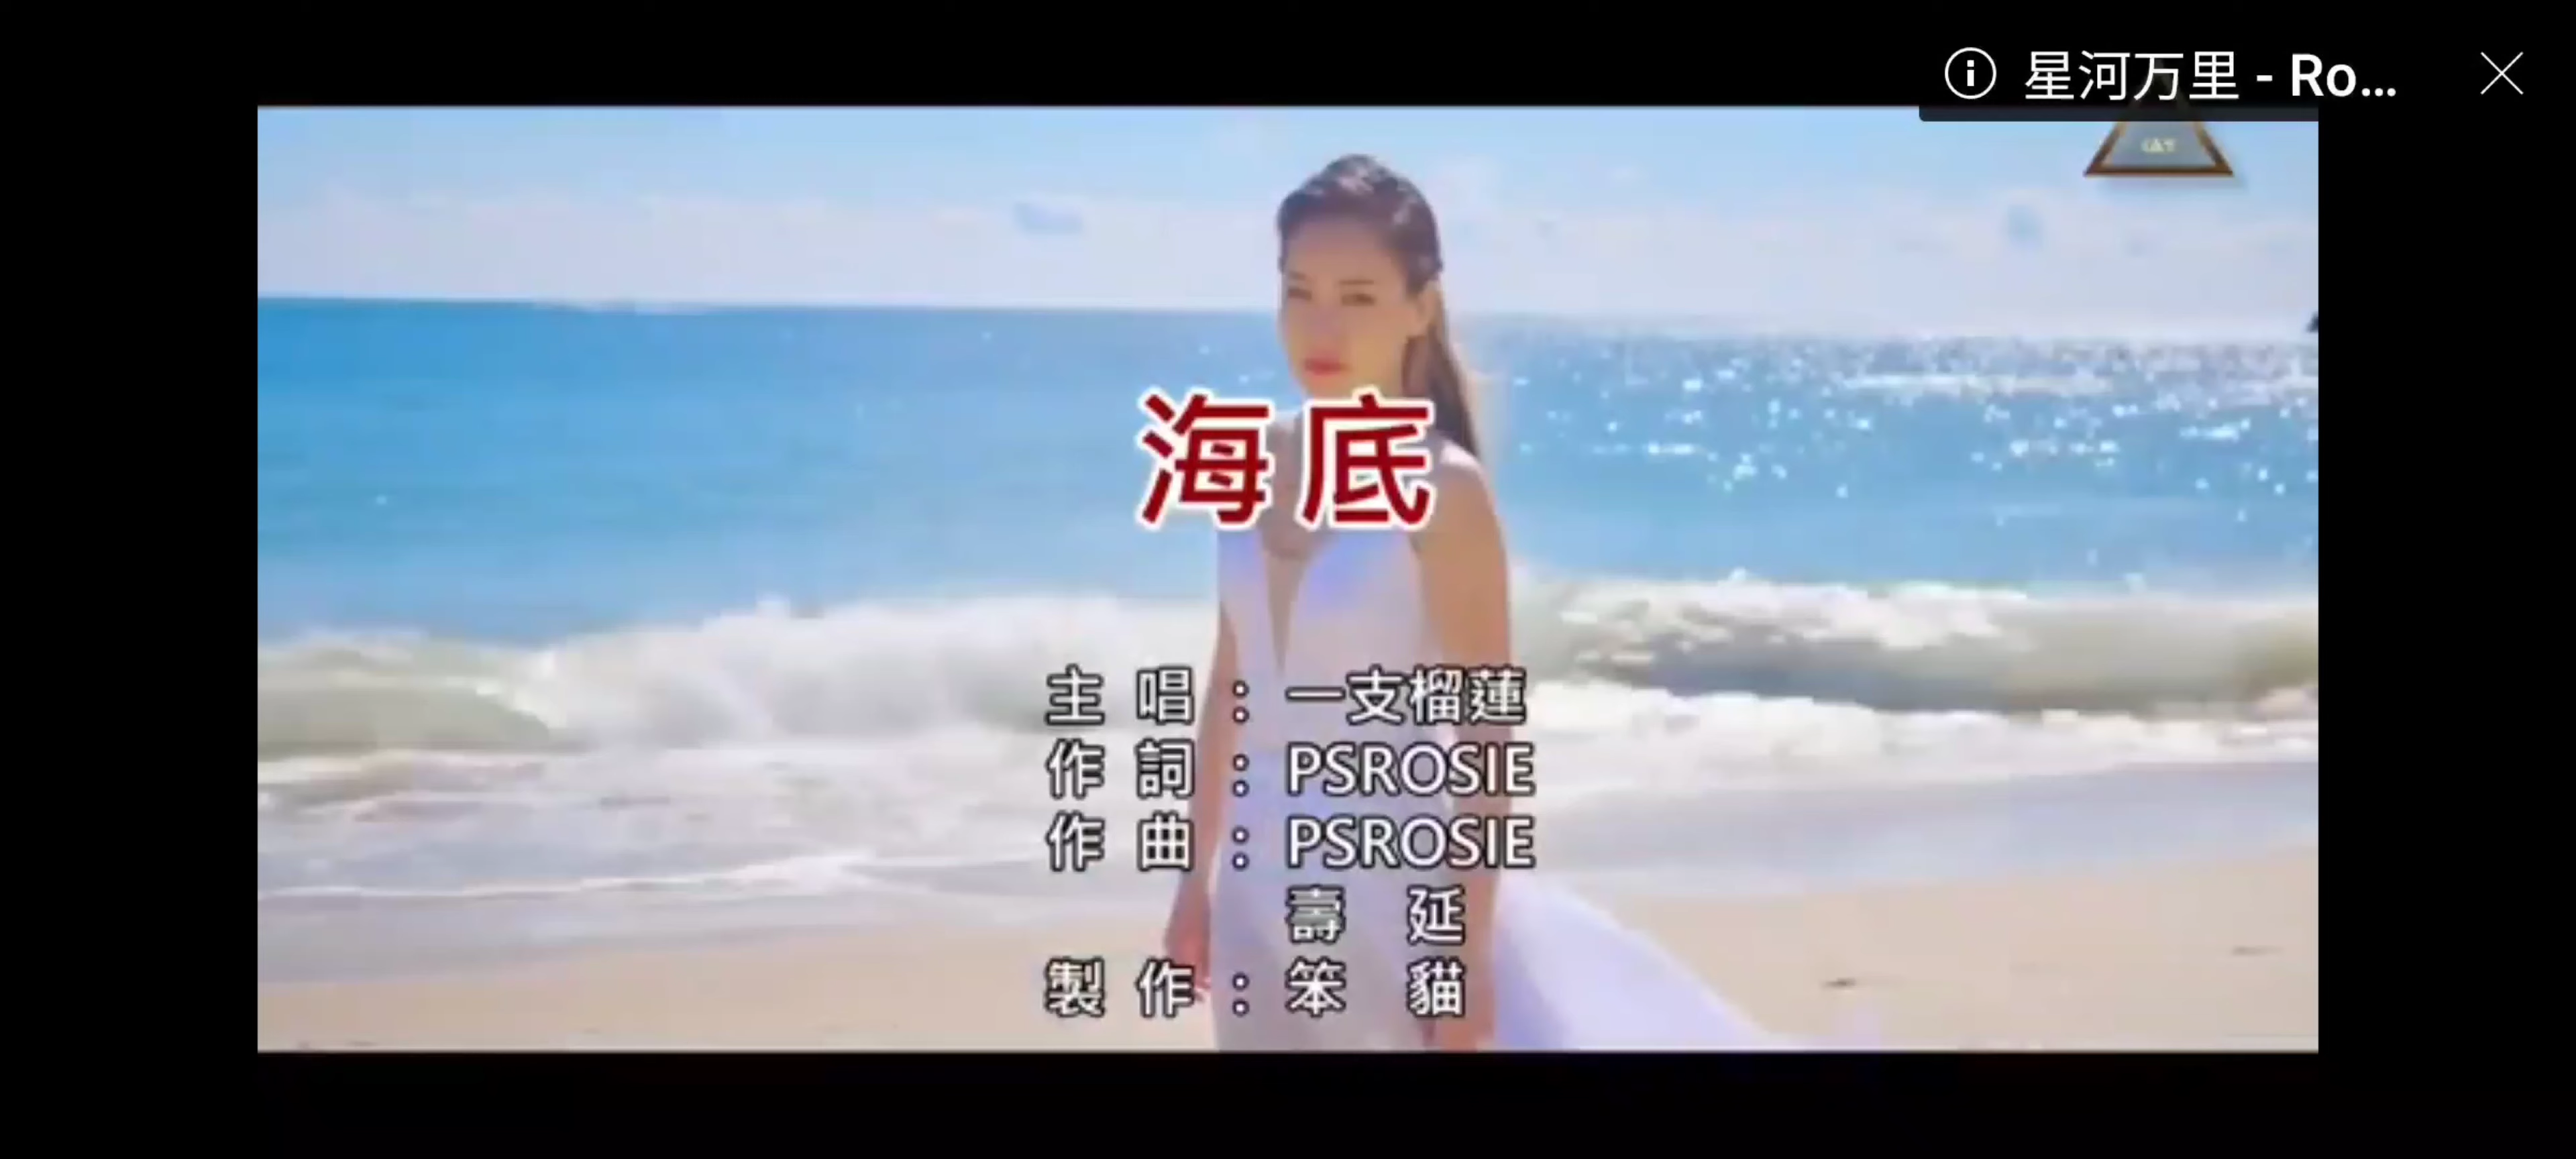 星河万里 - Ro...
海底
主 唱 : 一支榴蓮
作 詞 : PSROSIE
作 曲 : PSROSIE
壽 延
製 作 : 笨 貓